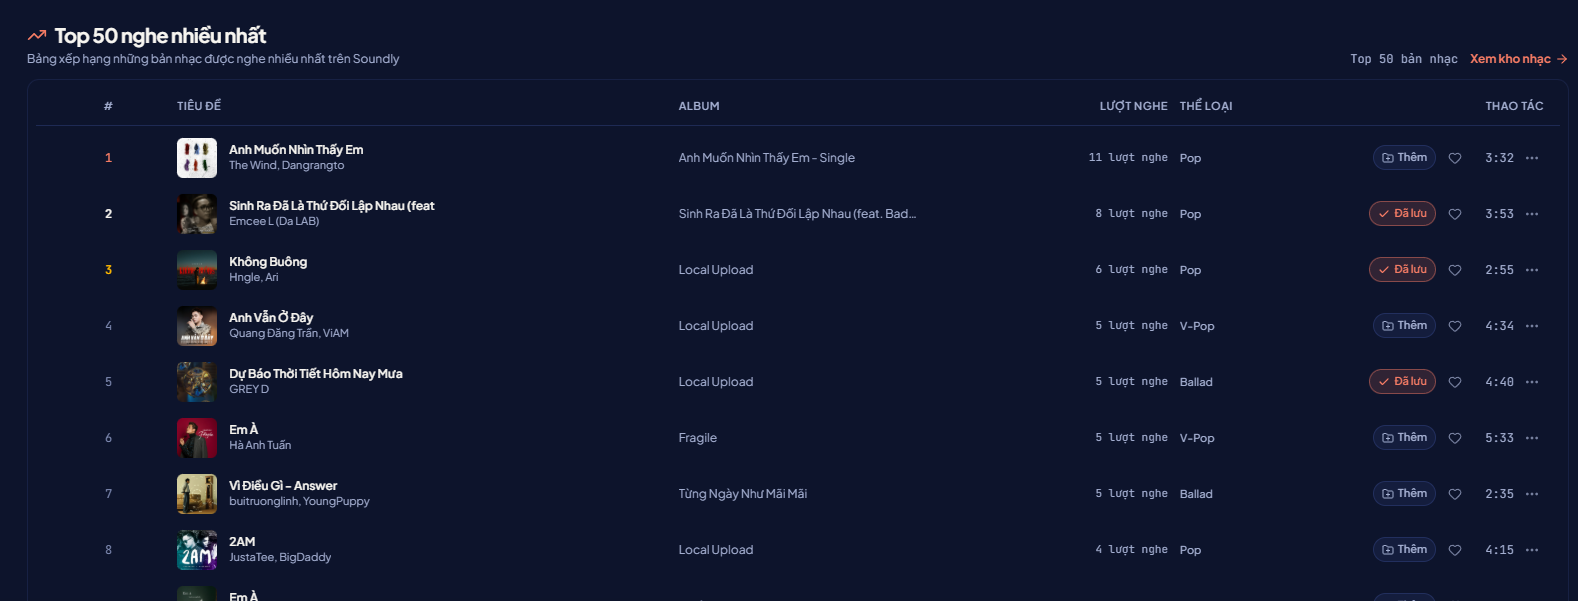 Top 50 nghe nhiều nhất
Bảng xếp hạng những bản nhạc được nghe nhiều nhất trên Soundly
Top 50 bản nhạc Xem kho nhạc →
# TIÊU ĐỀ ALBUM LƯỢT NGHE THỂ LOẠI THAO TÁC
1 Anh Muốn Nhìn Thấy Em Anh Muốn Nhìn Thấy Em - Single 11 lượt nghe Pop Thêm 3:32 ...
The Wind, Dangrangto
2 Sinh Ra Đã Là Thứ Đối Lập Nhau (feat Sinh Ra Đã Là Thứ Đối Lập Nhau (feat. Bad... 8 lượt nghe Pop Đã lưu 3:53 ...
Emcee L (Da LAB)
3 Không Buông Local Upload 6 lượt nghe Pop Đã lưu 2:55 ...
Hngle, Ari
4 Anh Vẫn Ở Đây Local Upload 5 lượt nghe V-Pop Thêm 4:34 ...
Quang Đăng Trần, ViAM
5 Dự Báo Thời Tiết Hôm Nay Mưa Local Upload 5 lượt nghe Ballad Đã lưu 4:40 ...
GREY D
6 Em À Fragile 5 lượt nghe V-Pop Thêm 5:33 ...
Hà Anh Tuấn
7 Vì Điều Gì - Answer Từng Ngày Như Mãi Mãi 5 lượt nghe Ballad Thêm 2:35 ...
buitruonglinh, YoungPuppy
8 2AM Local Upload 4 lượt nghe Pop Thêm 4:15 ...
JustaTee, BigDaddy
2AM
Em À